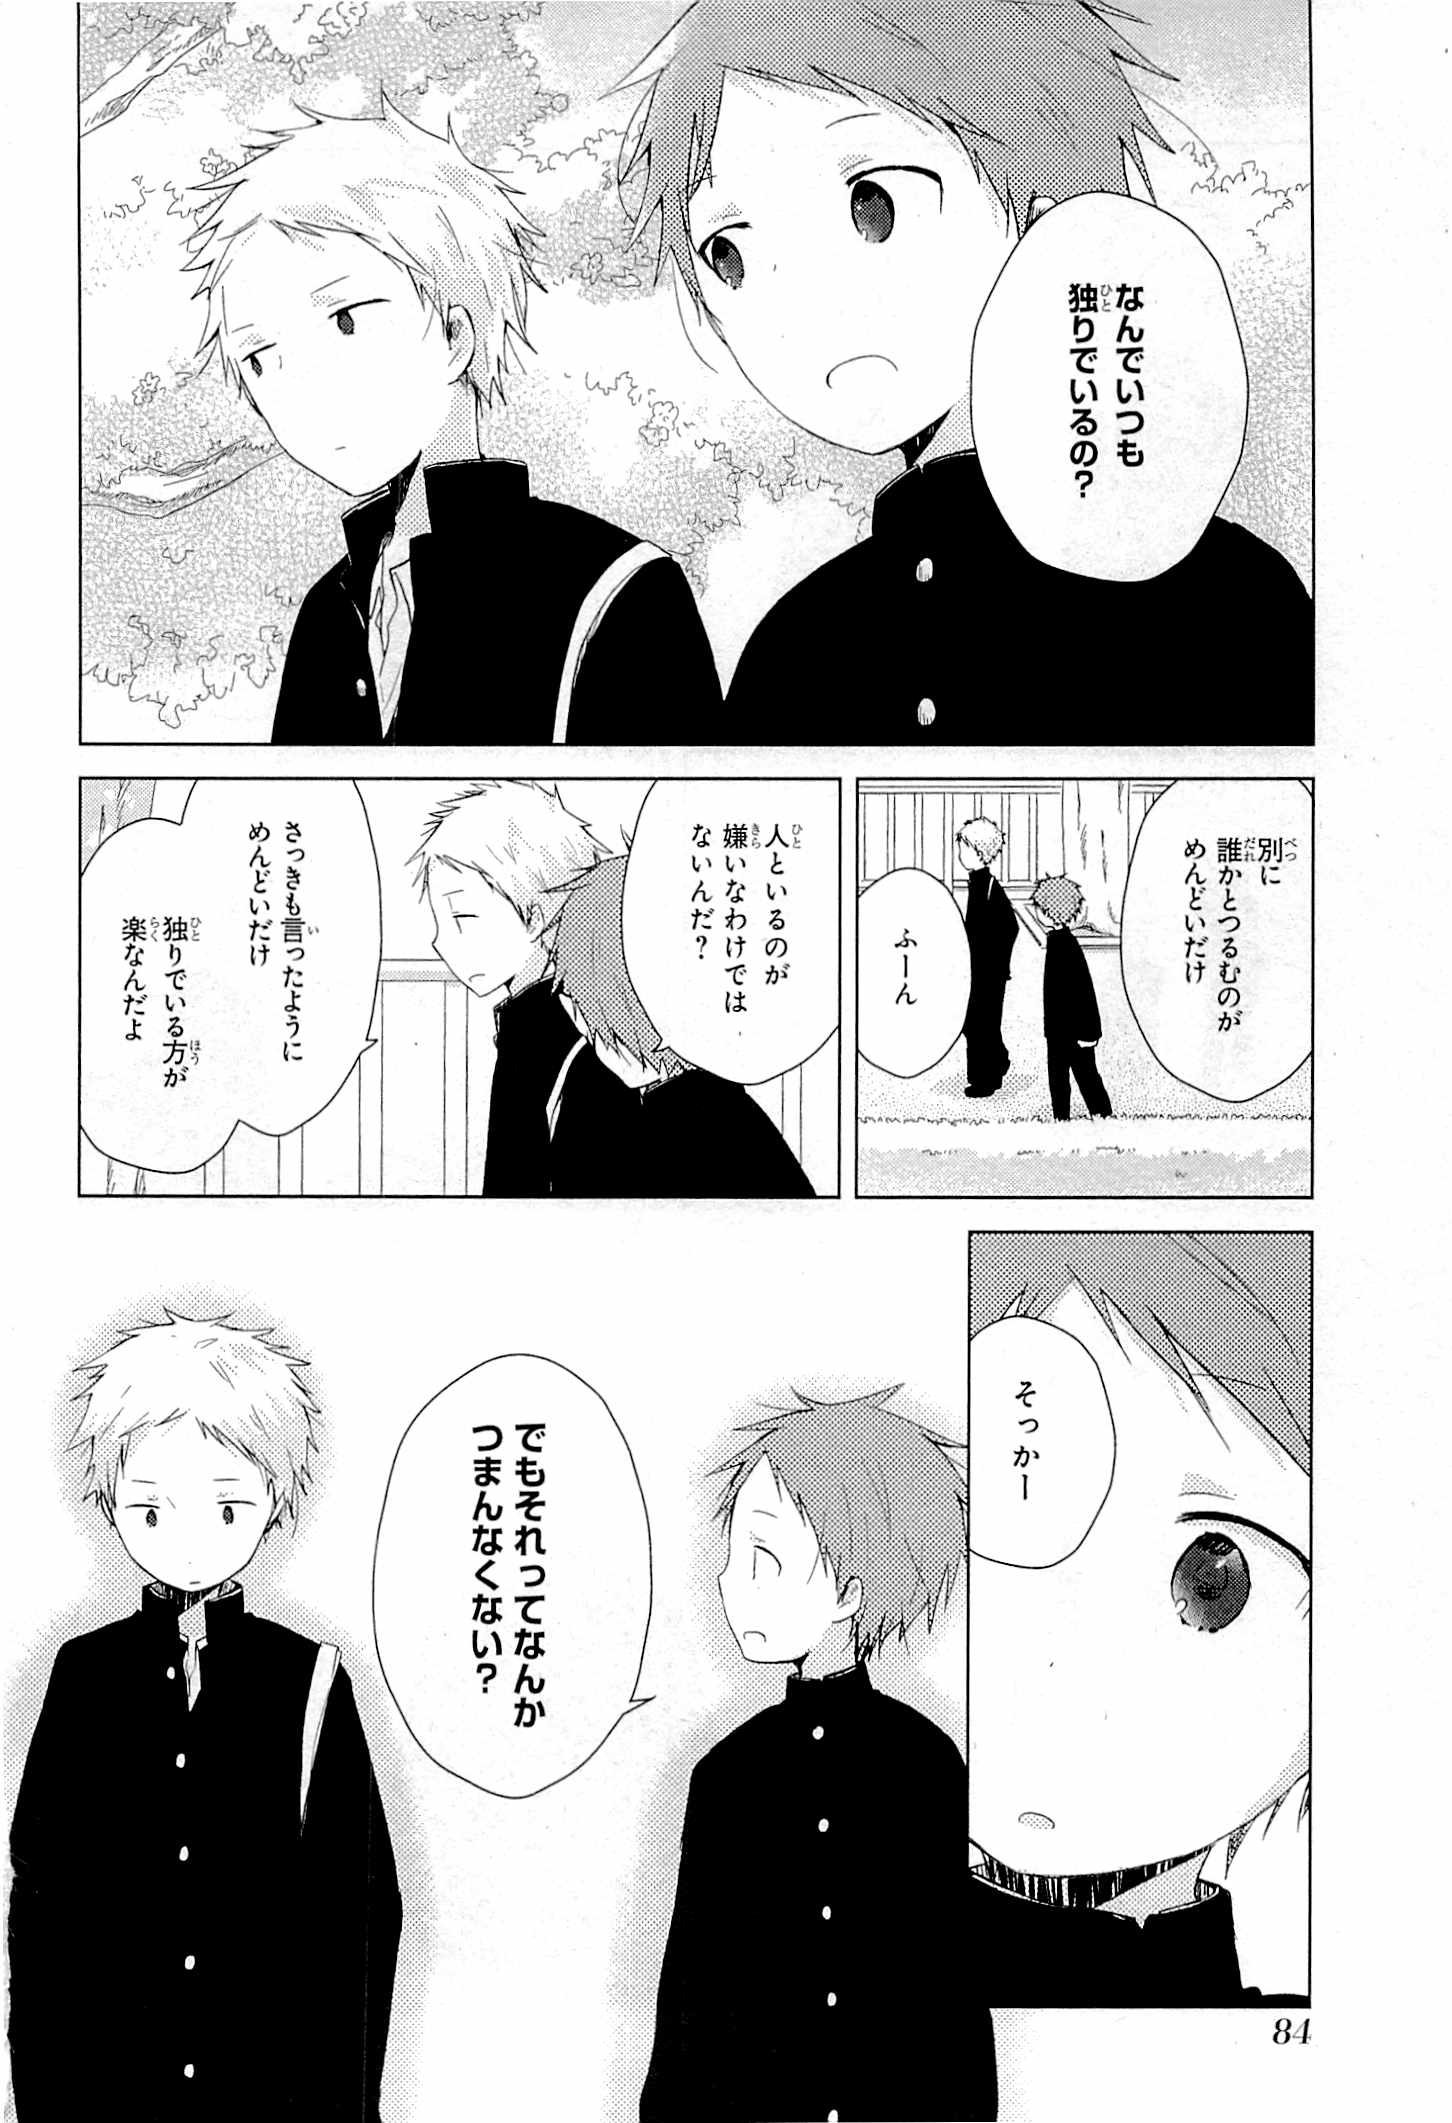 なんでいつも
独りでいるの?
別に
誰かとつるむのが
めんどいだけ
ふーん
人といるのが
嫌いなわけでは
ないんだ?
さっきも言ったように
めんどいだけ
独りでいる方が
楽なんだよ
そっかー
でもそれってなんか
つまんなくない?
84